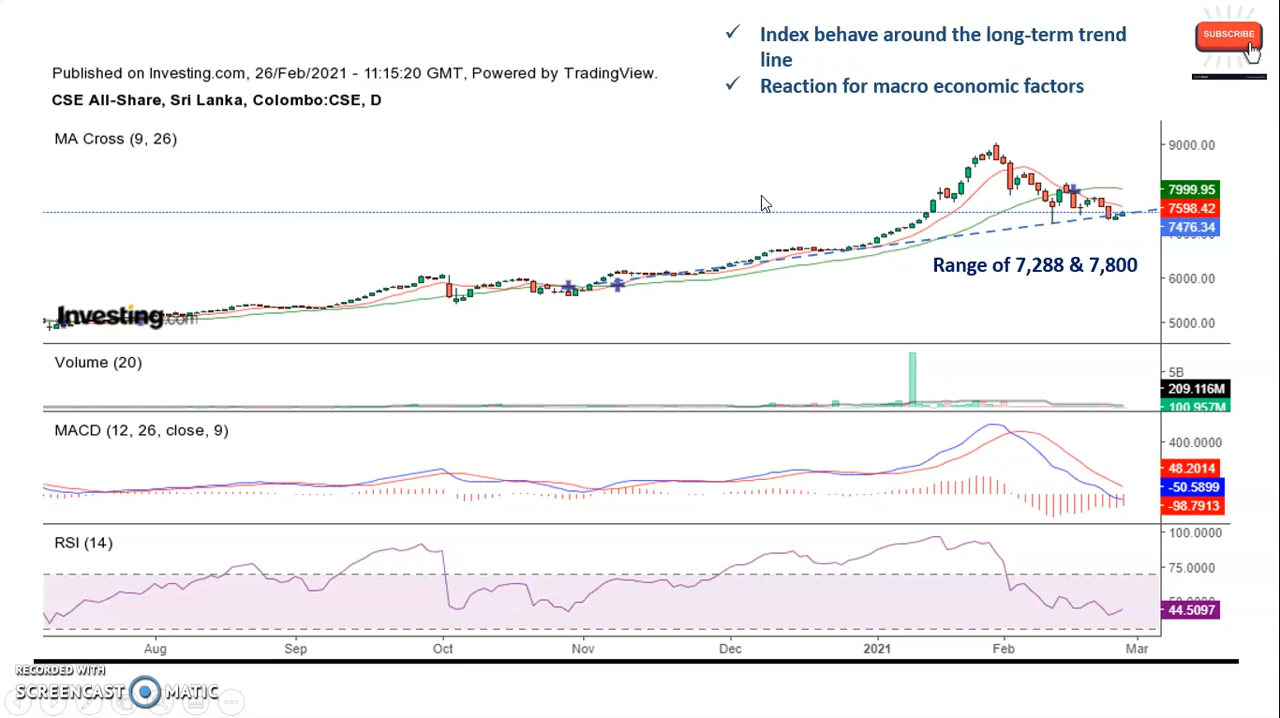 ✓ Index behave around the long-term trend
line
✓ Reaction for macro economic factors
SUBSCRIBE
Published on Investing.com, 26/Feb/2021 - 11:15:20 GMT, Powered by TradingView.
CSE All-Share, Sri Lanka, Colombo:CSE, D
MA Cross (9, 26)
9000.00
7999.95
7598.42
7476.34
Range of 7,288 & 7,800
6000.00
Investing.com
5000.00
Volume (20)
5B
209.116M
100.957M
MACD (12, 26, close, 9)
400.0000
48.2014
-50.5899
-98.7913
RSI (14)
100.0000
75.0000
44.5097
Aug Sep Oct Nov Dec 2021 Feb Mar
RECORDED WITH
SCREENCAST MATIC